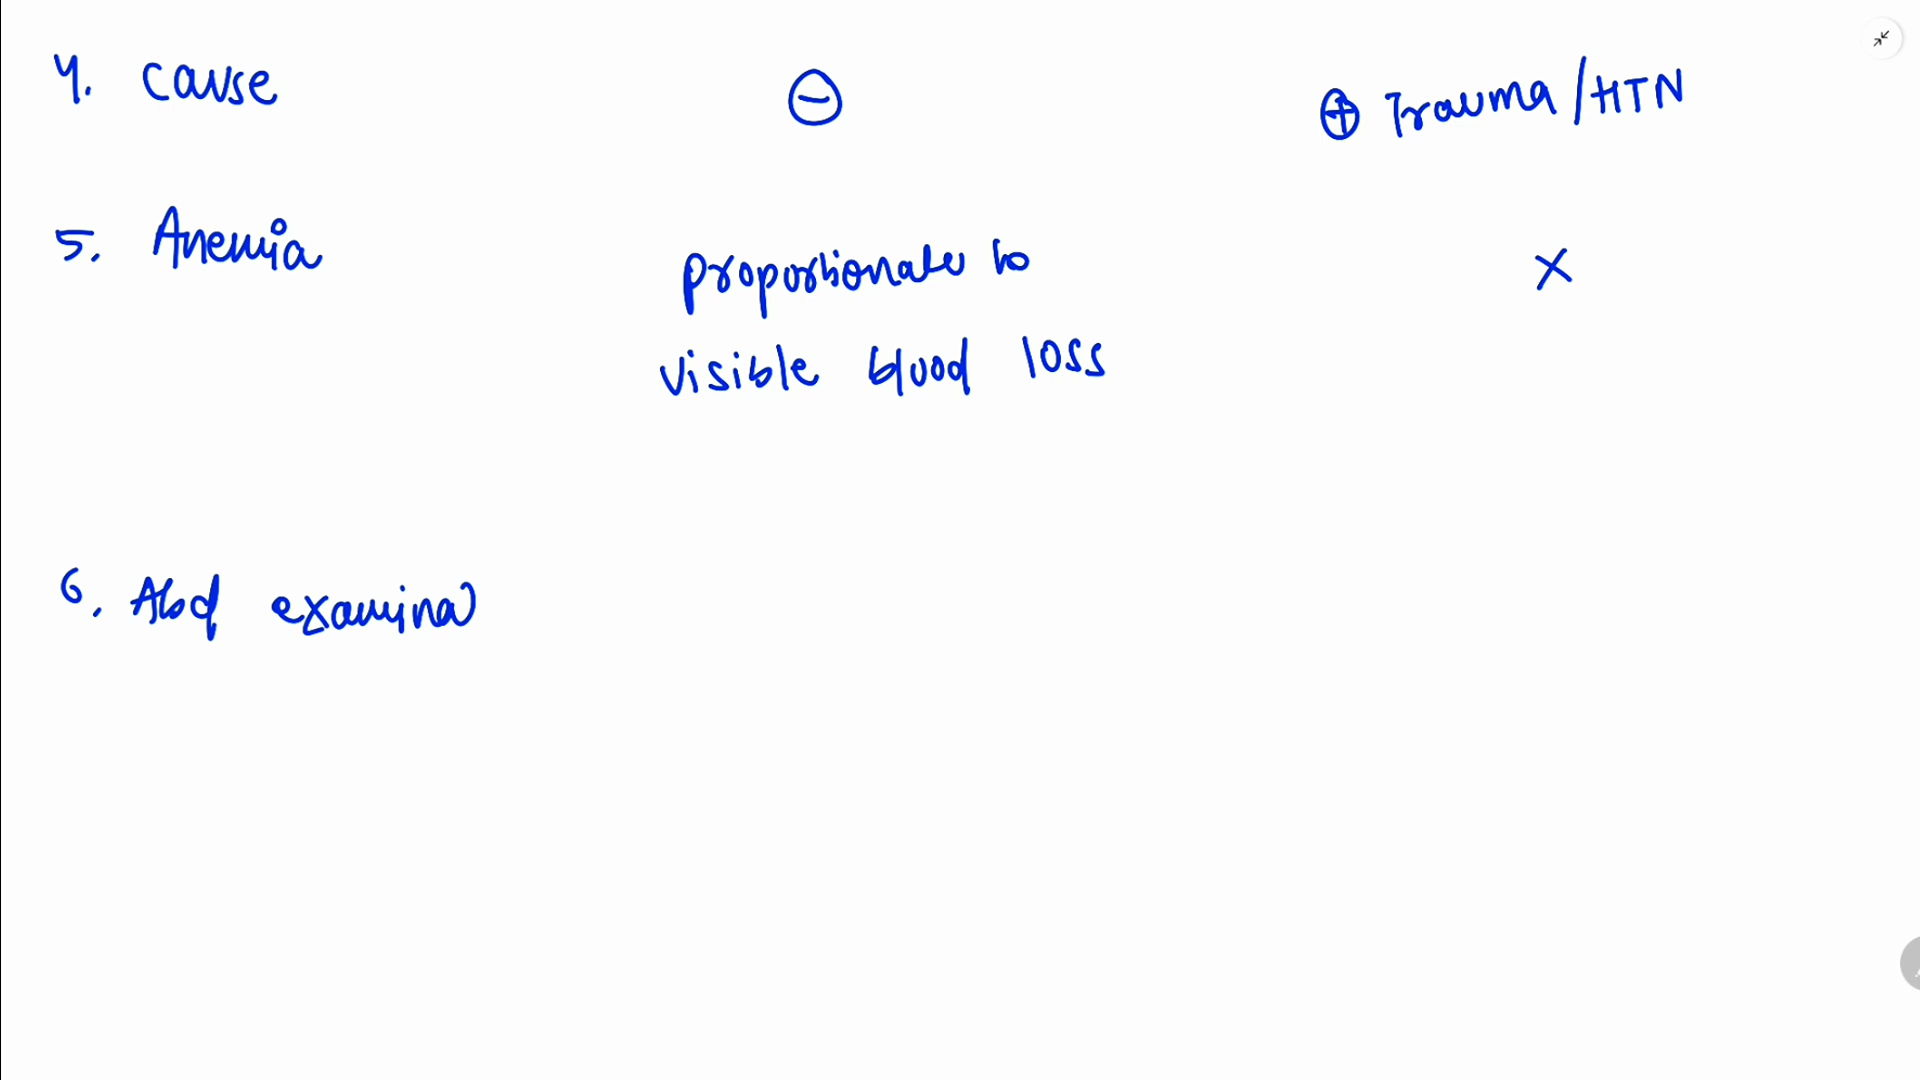 4. cause ⊖ ⊕ Trauma/HTN
5. Anemia proportionate to X
visible blood loss
6. Abd examina